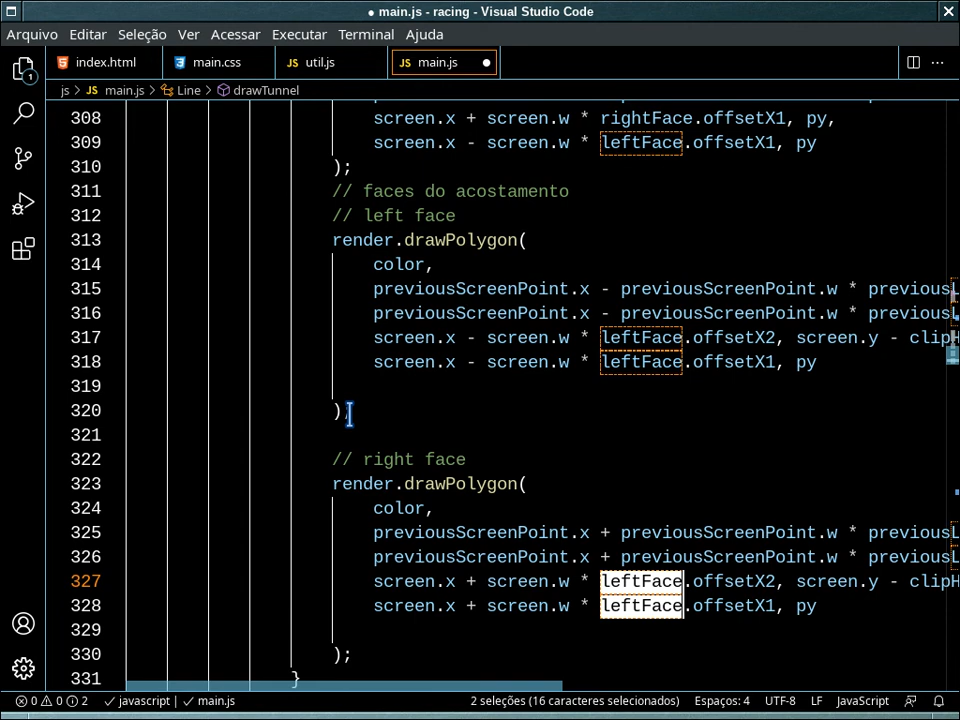 ● main.js - racing - Visual Studio Code
Arquivo Editar Seleção Ver Acessar Executar Terminal Ajuda
index.html main.css JS util.js JS main.js ●
js > JS main.js > Line > drawTunnel
308 screen.x + screen.w * rightFace.offsetX1, py,
309 screen.x - screen.w * leftFace.offsetX1, py
310 );
311 // faces do acostamento
312 // left face
313 render.drawPolygon(
314 color,
315 previousScreenPoint.x - previousScreenPoint.w * previousL
316 previousScreenPoint.x - previousScreenPoint.w * previousL
317 screen.x - screen.w * leftFace.offsetX2, screen.y - clipH
318 screen.x - screen.w * leftFace.offsetX1, py
319
320 );
321
322 // right face
323 render.drawPolygon(
324 color,
325 previousScreenPoint.x + previousScreenPoint.w * previousL
326 previousScreenPoint.x + previousScreenPoint.w * previousL
327 screen.x + screen.w * leftFace.offsetX2, screen.y - clipH
328 screen.x + screen.w * leftFace.offsetX1, py
329
330 );
331 }
1
0 0 2 ✓ javascript | ✓ main.js 2 seleções (16 caracteres selecionados) Espaços: 4 UTF-8 LF JavaScript